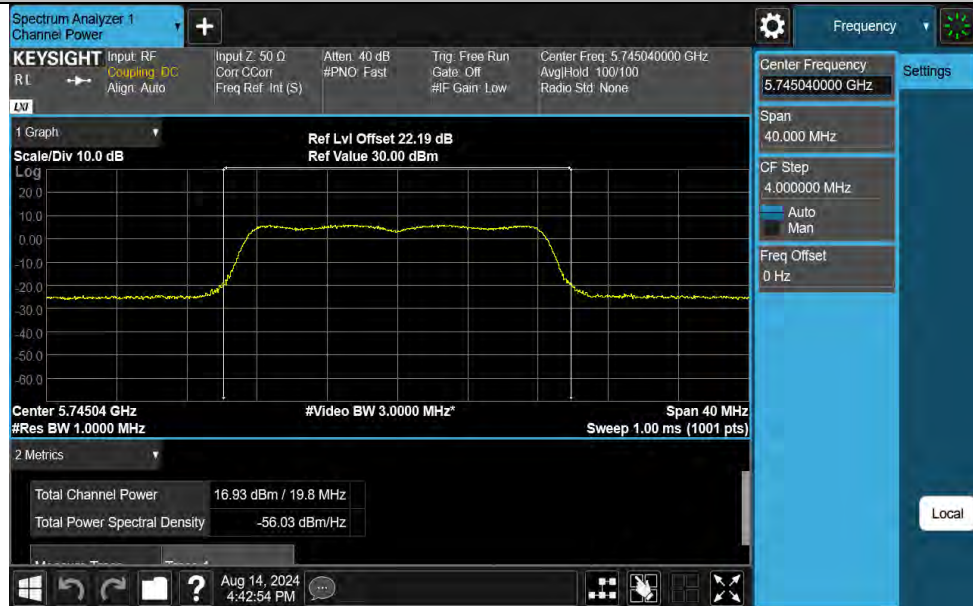 Spectrum Analyzer 1
Channel Power
Frequency
KEYSIGHT
RL
LXI
Input: RF
Coupling: DC
Align: Auto
Input Z: 50 Ω
Corr CCorr
Freq Ref: Int (S)
Atten: 40 dB
#PNO: Fast
Trig: Free Run
Gate: Off
#IF Gain: Low
Center Freq: 5.745040000 GHz
Avg|Hold: 100/100
Radio Std: None
Center Frequency
5.745040000 GHz
Settings
Span
40.000 MHz
CF Step
4.000000 MHz
Auto
Man
Freq Offset
0 Hz
Local
1 Graph
Scale/Div 10.0 dB
Ref Lvl Offset 22.19 dB
Ref Value 30.00 dBm
Log
20.0
10.0
0.00
-10.0
-20.0
-30.0
-40.0
-50.0
-60.0
Center 5.74504 GHz
#Video BW 3.0000 MHz*
Span 40 MHz
#Res BW 1.0000 MHz
Sweep 1.00 ms (1001 pts)
2 Metrics
Total Channel Power 16.93 dBm / 19.8 MHz
Total Power Spectral Density -56.03 dBm/Hz
?
Aug 14, 2024
4:42:54 PM